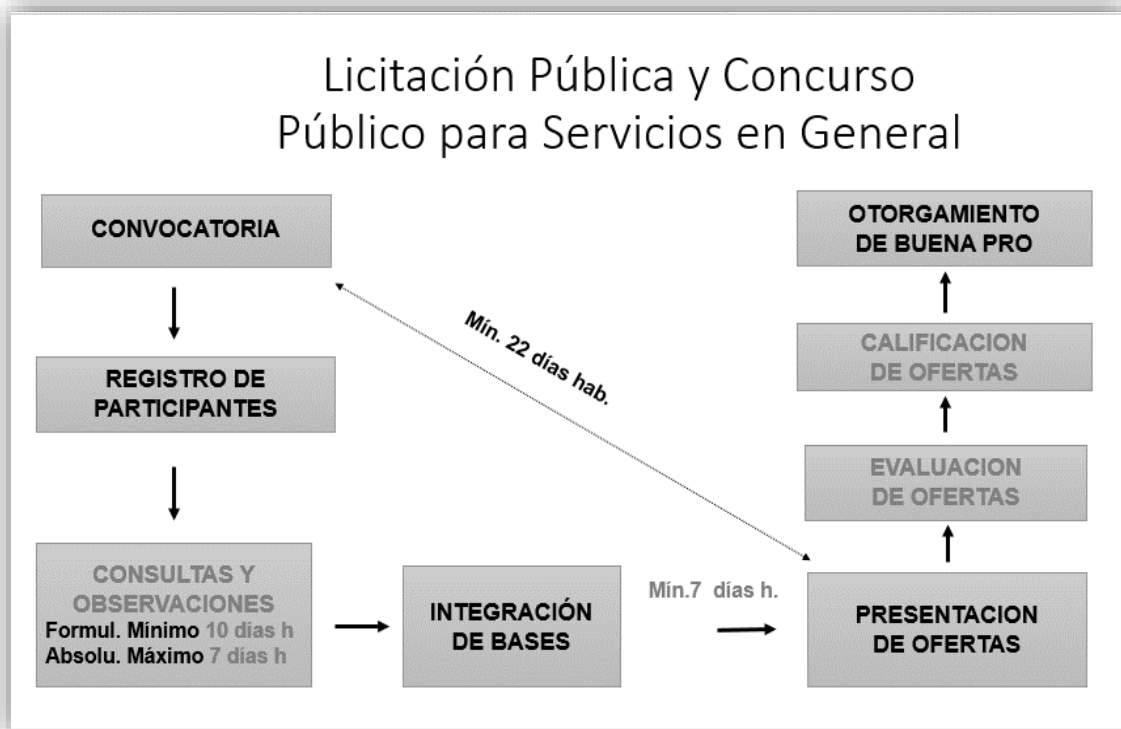 Licitación Pública y Concurso
Público para Servicios en General
CONVOCATORIA
REGISTRO DE
PARTICIPANTES
CONSULTAS Y
OBSERVACIONES
Formul. Mínimo 10 días h
Absolu. Máximo 7 días h
INTEGRACIÓN
DE BASES
Mín.7 días h.
Mín. 22 días hab.
PRESENTACION
DE OFERTAS
EVALUACION
DE OFERTAS
CALIFICACION
DE OFERTAS
OTORGAMIENTO
DE BUENA PRO